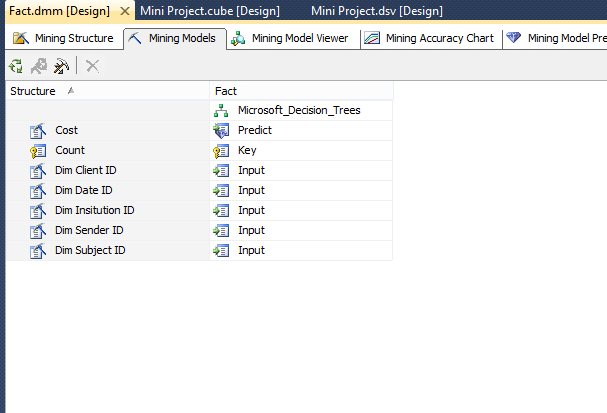 Fact.dmm [Design] Mini Project.cube [Design] Mini Project.dsv [Design]
Mining Structure Mining Models Mining Model Viewer Mining Accuracy Chart Mining Model Pre
Structure Fact
Microsoft_Decision_Trees
Cost Predict
Count Key
Dim Client ID Input
Dim Date ID Input
Dim Insitution ID Input
Dim Sender ID Input
Dim Subject ID Input